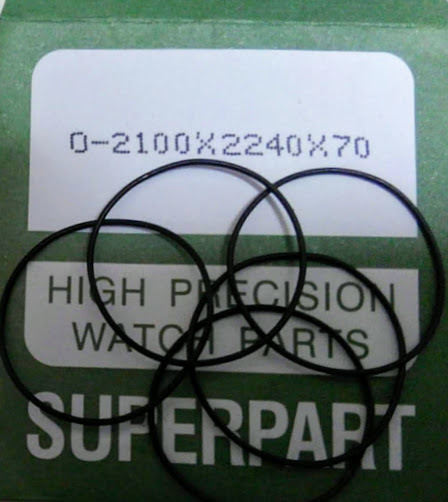 O-2100X2240X70
HIGH PRECISION
WATCH PARTS
SUPERPART